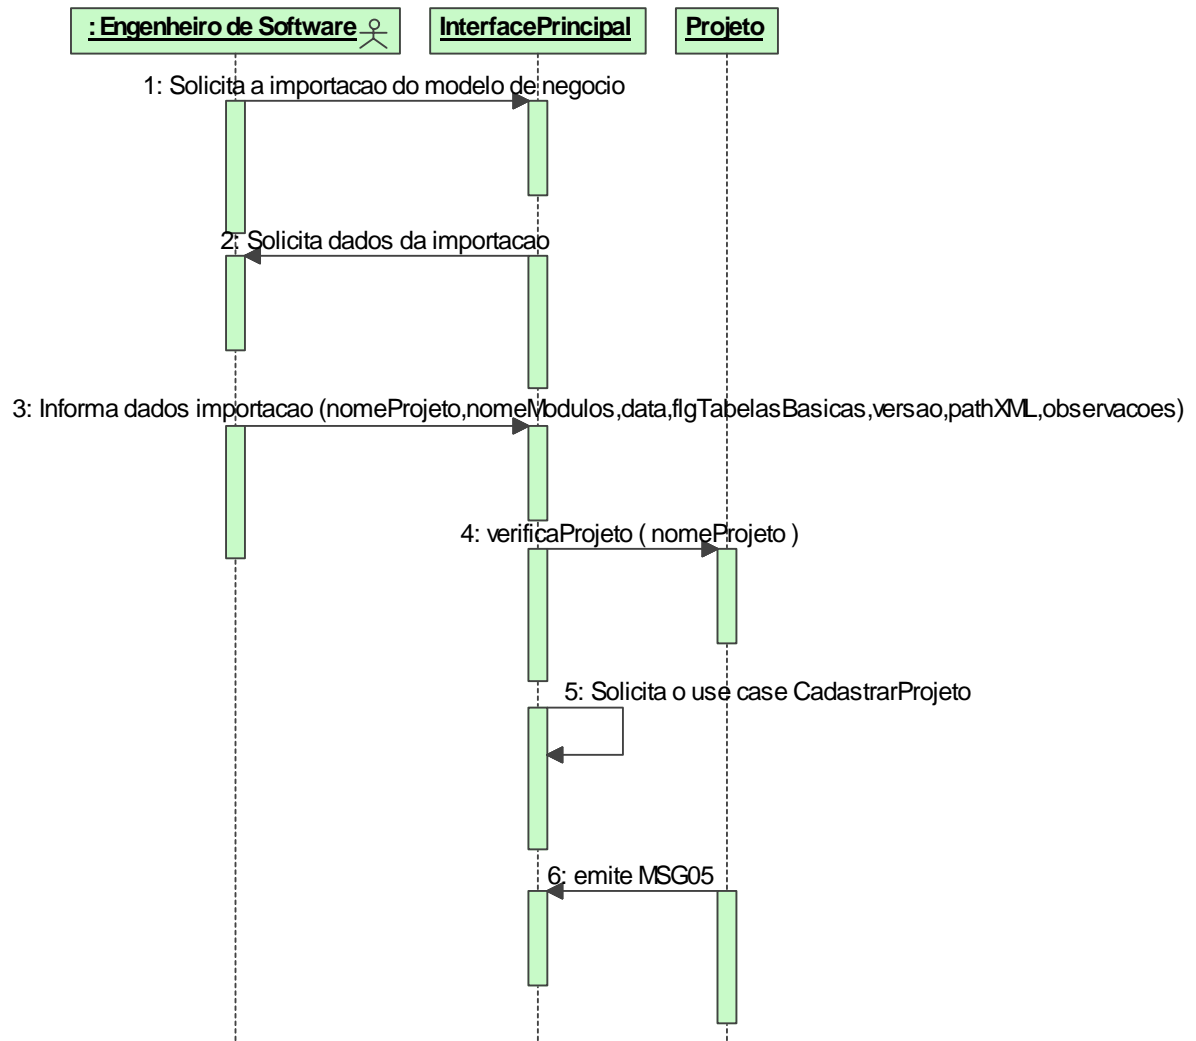 : Engenheiro de Software
InterfacePrincipal
Projeto
1: Solicita a importacao do modelo de negocio
2: Solicita dados da importacao
3: Informa dados importacao (nomeProjeto,nomeModulos,data,flgTabelasBasicas,versao,pathXML,observacoes)
4: verificaProjeto ( nomeProjeto )
5: Solicita o use case CadastrarProjeto
6: emite MSG05